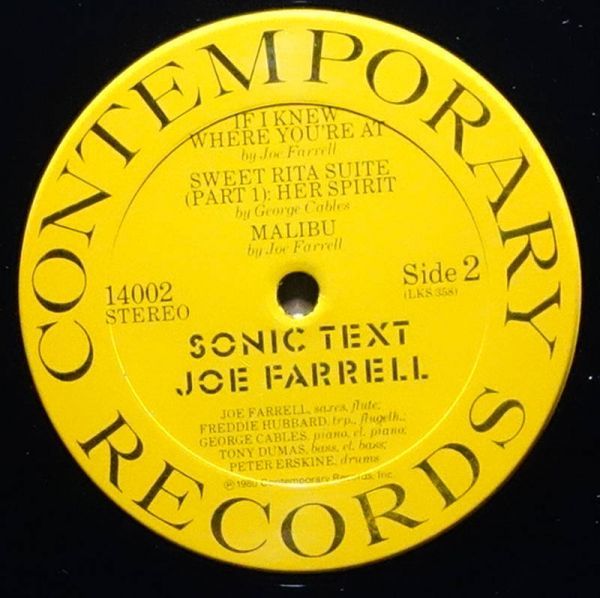 CONTEMPORARY
RECORDS
IF I KNEW
WHERE YOU'RE AT
by Joe Farrell
SWEET RITA SUITE
(PART 1): HER SPIRIT
by George Cables
MALIBU
by Joe Farrell
14002
STEREO
Side 2
(LKS 358)
SONIC TEXT
JOE FARRELL
JOE FARRELL, saxes, flute;
FREDDIE HUBBARD, trp., flugelh.;
GEORGE CABLES, piano, el. piano;
TONY DUMAS, bass, el. bass;
PETER ERSKINE, drums
℗ 1980 Contemporary Records, Inc.